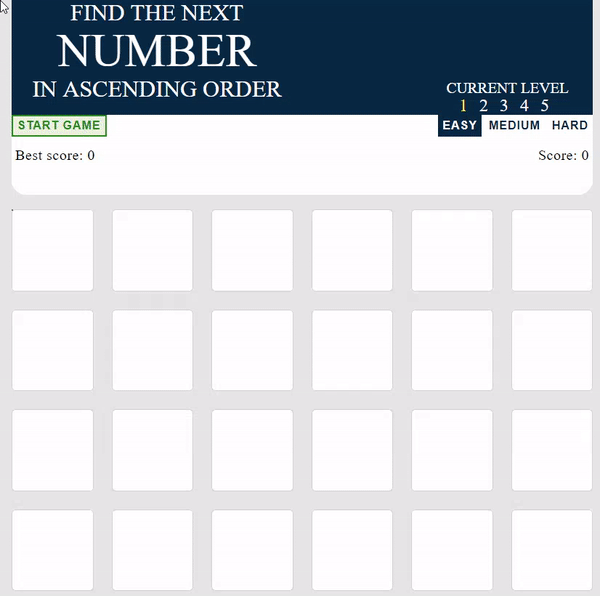 FIND THE NEXT
NUMBER
IN ASCENDING ORDER
CURRENT LEVEL
1 2 3 4 5
START GAME
EASY MEDIUM HARD
Best score: 0
Score: 0